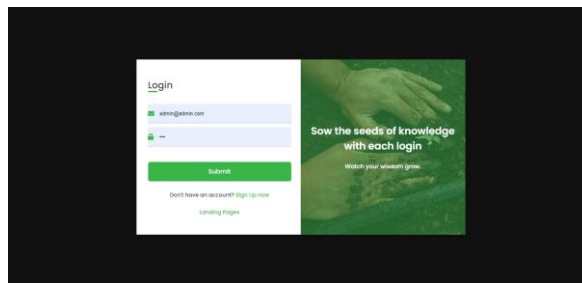 Login
admin@admin.com
Submit
Don't have an account? Sign Up now
Landing Pages
Sow the seeds of knowledge
with each login
Watch your wisdom grow.